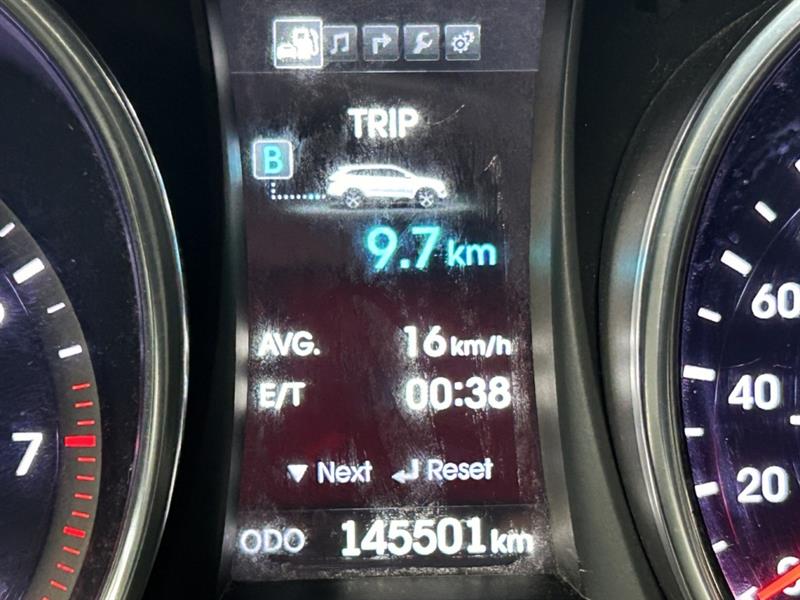 TRIP
B
9.7 km
AVG. 16 km/h
E/T 00:38
▼ Next ↵ Reset
ODO 145501 km
7
60
40
20